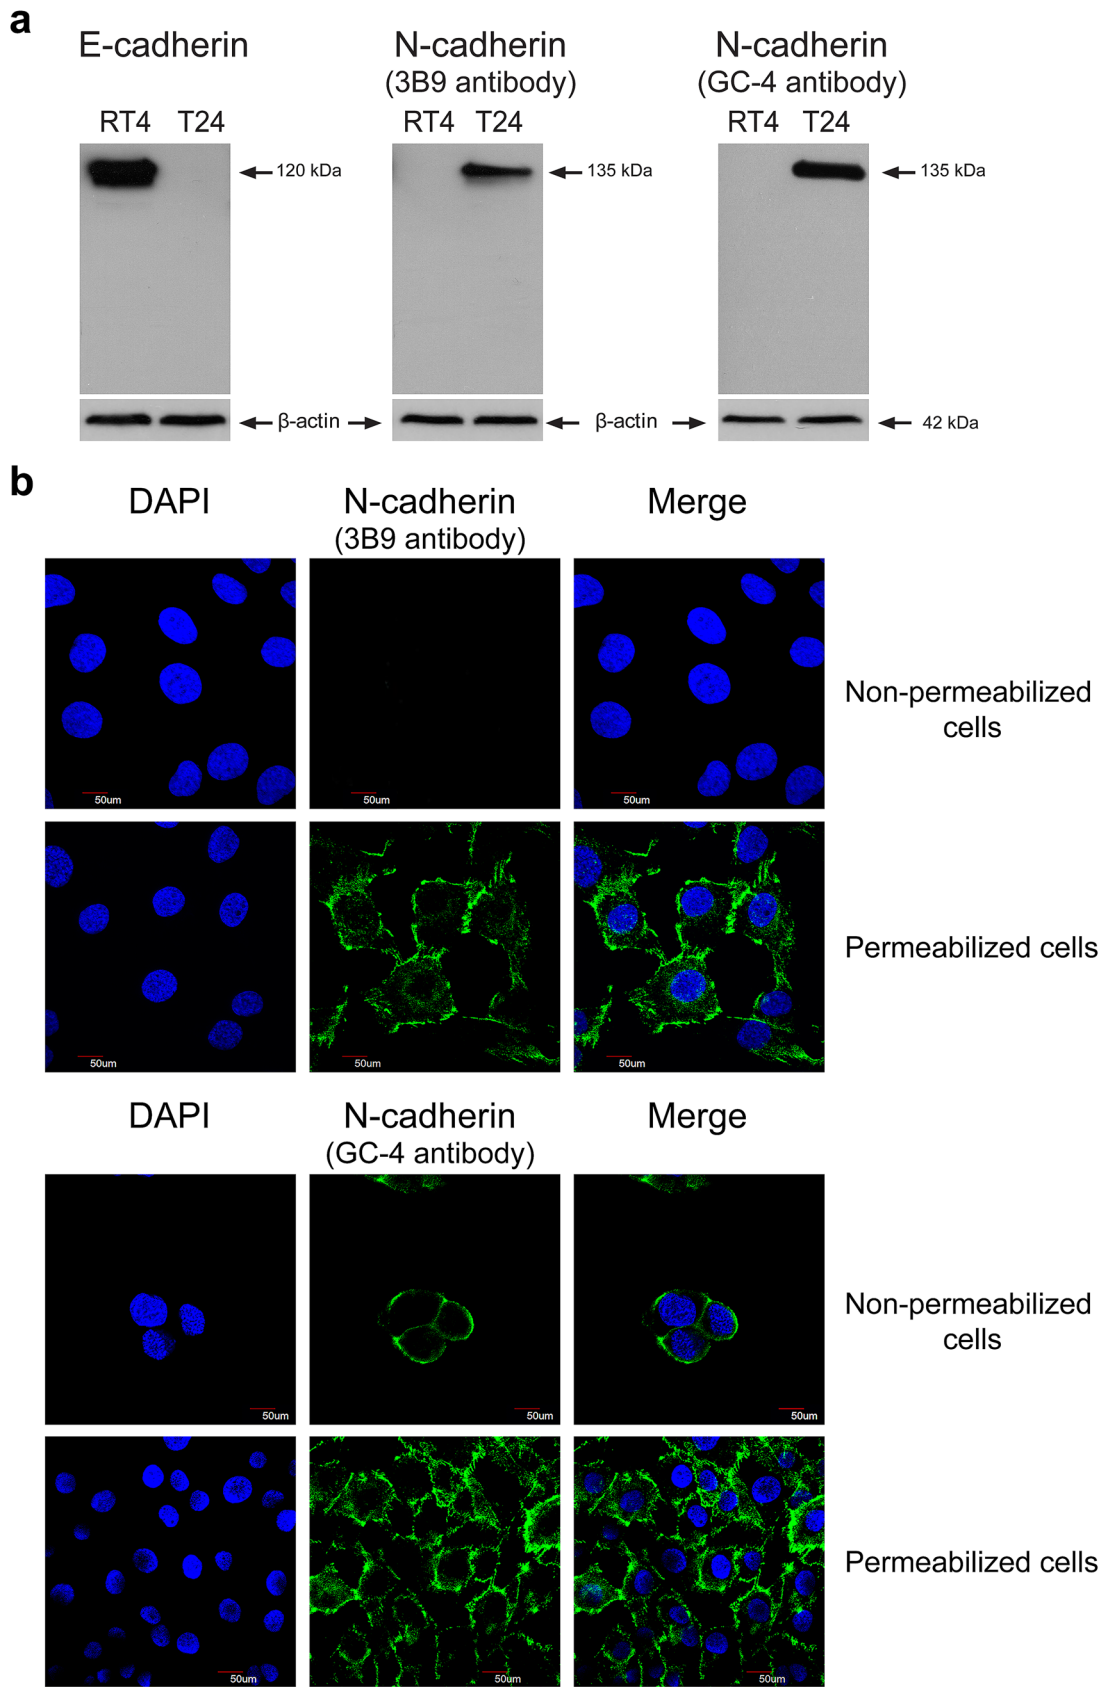 a
E-cadherin
N-cadherin
(3B9 antibody)
N-cadherin
(GC-4 antibody)
RT4 T24
RT4 T24
RT4 T24
120 kDa
135 kDa
135 kDa
β-actin
β-actin
42 kDa
b
DAPI
N-cadherin
(3B9 antibody)
Merge
50um
50um
50um
Non-permeabilized
cells
50um
50um
50um
Permeabilized cells
DAPI
N-cadherin
(GC-4 antibody)
Merge
50um
50um
50um
Non-permeabilized
cells
50um
50um
50um
Permeabilized cells